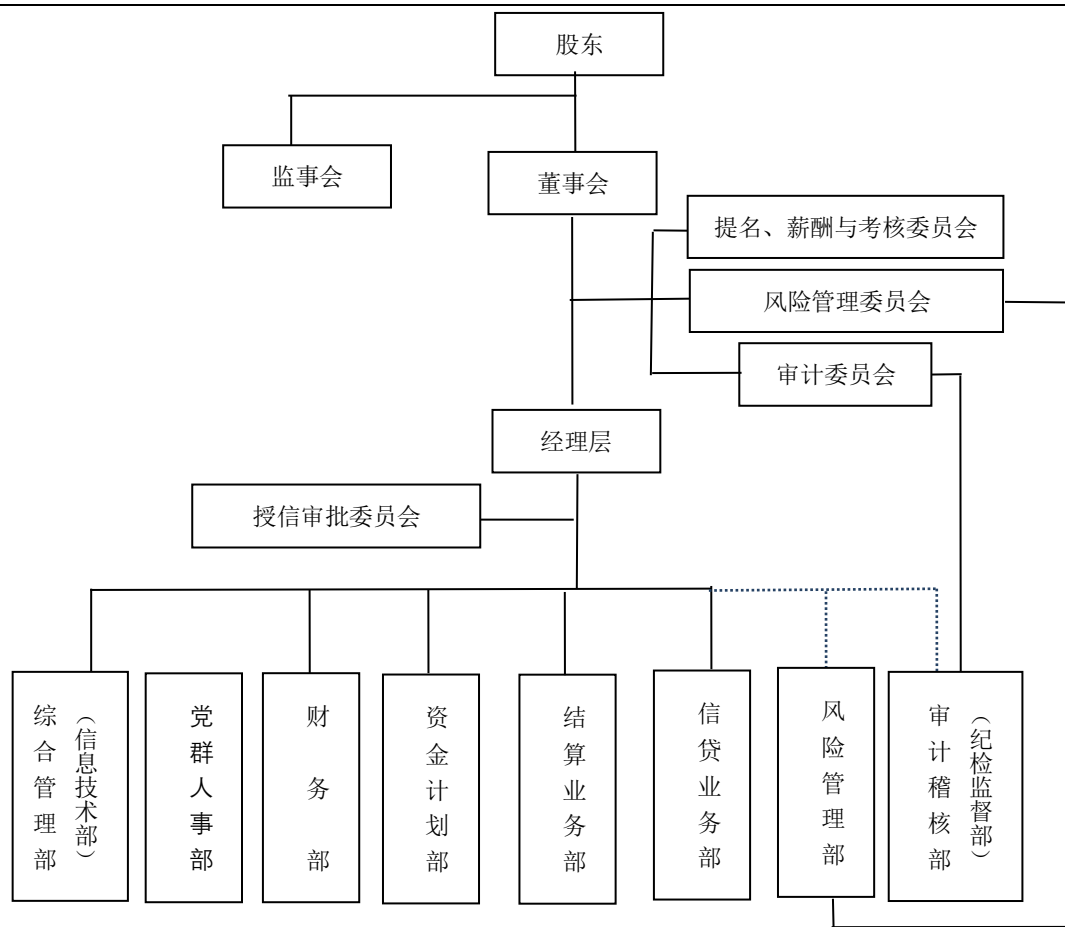 股东
监事会
董事会
提名、薪酬与考核委员会
风险管理委员会
审计委员会
经理层
授信审批委员会
综合管理部
（信息技术部）
党群人事部
财务部
资金计划部
结算业务部
信贷业务部
风险管理部
审计稽核部
（纪检监督部）